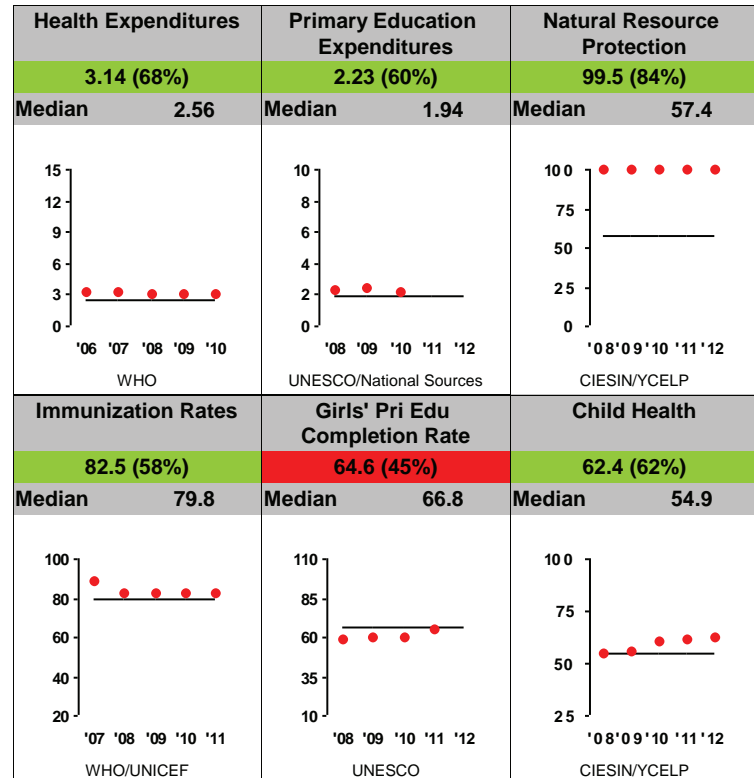 Health Expenditures
3.14 (68%)
Median 2.56
15
12
9
6
3
0
'06 '07 '08 '09 '10
WHO
Primary Education
Expenditures
2.23 (60%)
Median 1.94
10
8
6
4
2
0
'08 '09 '10 '11 '12
UNESCO/National Sources
Natural Resource
Protection
99.5 (84%)
Median 57.4
100
75
50
25
0
'08'09 '10 '11 '12
CIESIN/YCELP
Immunization Rates
82.5 (58%)
Median 79.8
100
80
60
40
20
'07 '08 '09 '10 '11
WHO/UNICEF
Girls' Pri Edu
Completion Rate
64.6 (45%)
Median 66.8
110
85
60
35
10
'08 '09 '10 '11 '12
UNESCO
Child Health
62.4 (62%)
Median 54.9
100
75
50
25
'08'09 '10 '11 '12
CIESIN/YCELP